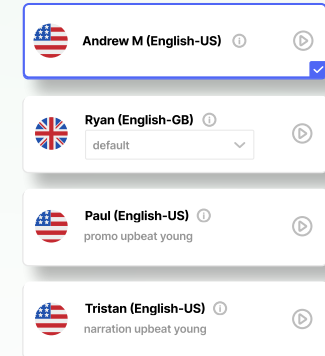 Andrew M (English-US)
Ryan (English-GB)
default
Paul (English-US)
promo upbeat young
Tristan (English-US)
narration upbeat young